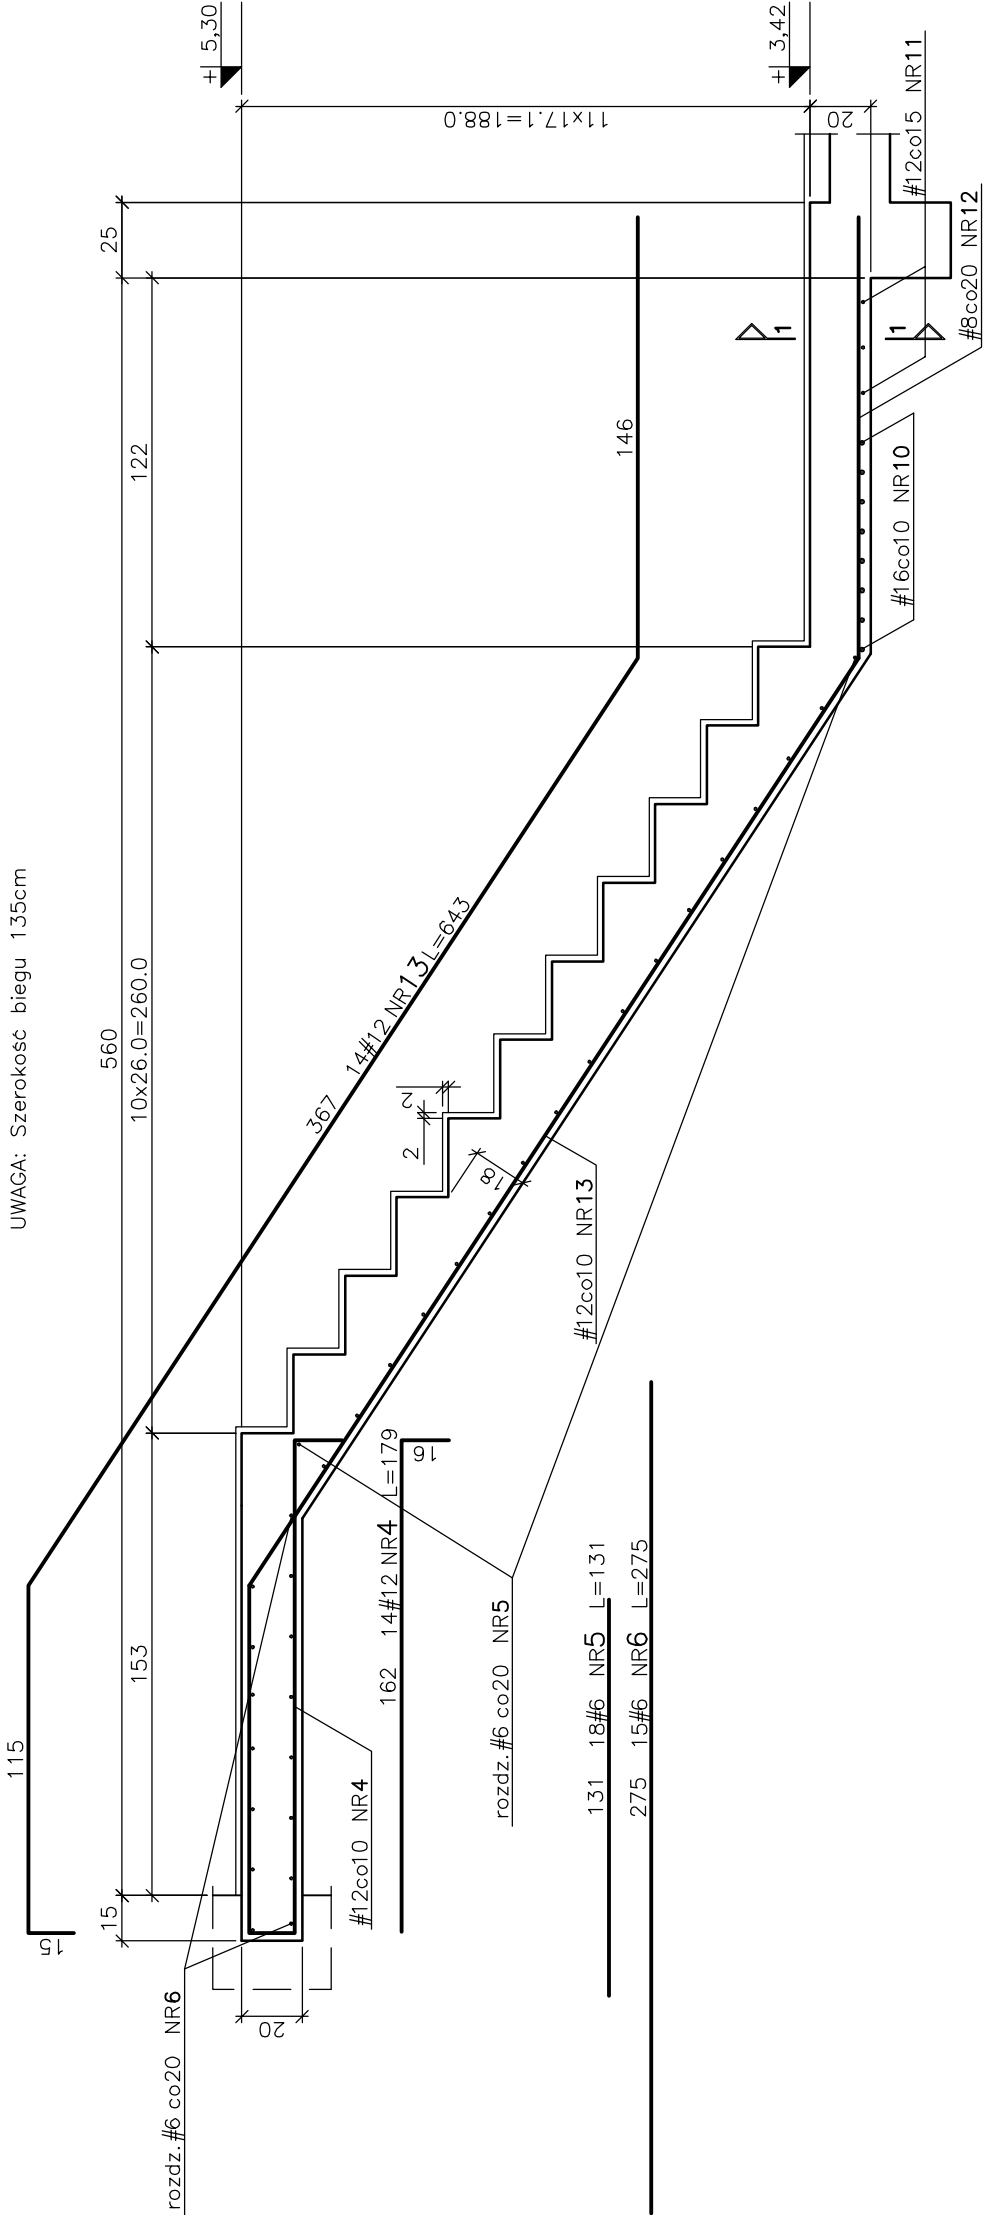 UWAGA: Szerokość biegu 135cm
15
560
25
153
10x26.0=260.0
122
+ 5,30
+ 3,42
11x17.1=188.0
20
115
15
367
14#12 NR13 L=643
146
2
2
18
20
rozdz.#6 co20 NR6
#12co10 NR4
162 14#12 NR4 L=179
16
rozdz.#6 co20 NR5
#12co10 NR13
131 18#6 NR5 L=131
275 15#6 NR6 L=275
1
1
#16co10 NR10
#12co15 NR11
#8co20 NR12